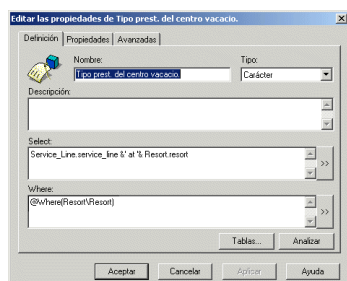 Editar las propiedades de Tipo prest. del centro vacacio.
Definición Propiedades Avanzadas
Nombre: Tipo:
Tipo prest. del centro vacacio. Carácter
Descripción:
Select:
Service_Line.service_line &' at '& Resort.resort
>>
Where:
@Where(Resort\Resort)
>>
Tablas... Analizar
Aceptar Cancelar Aplicar Ayuda